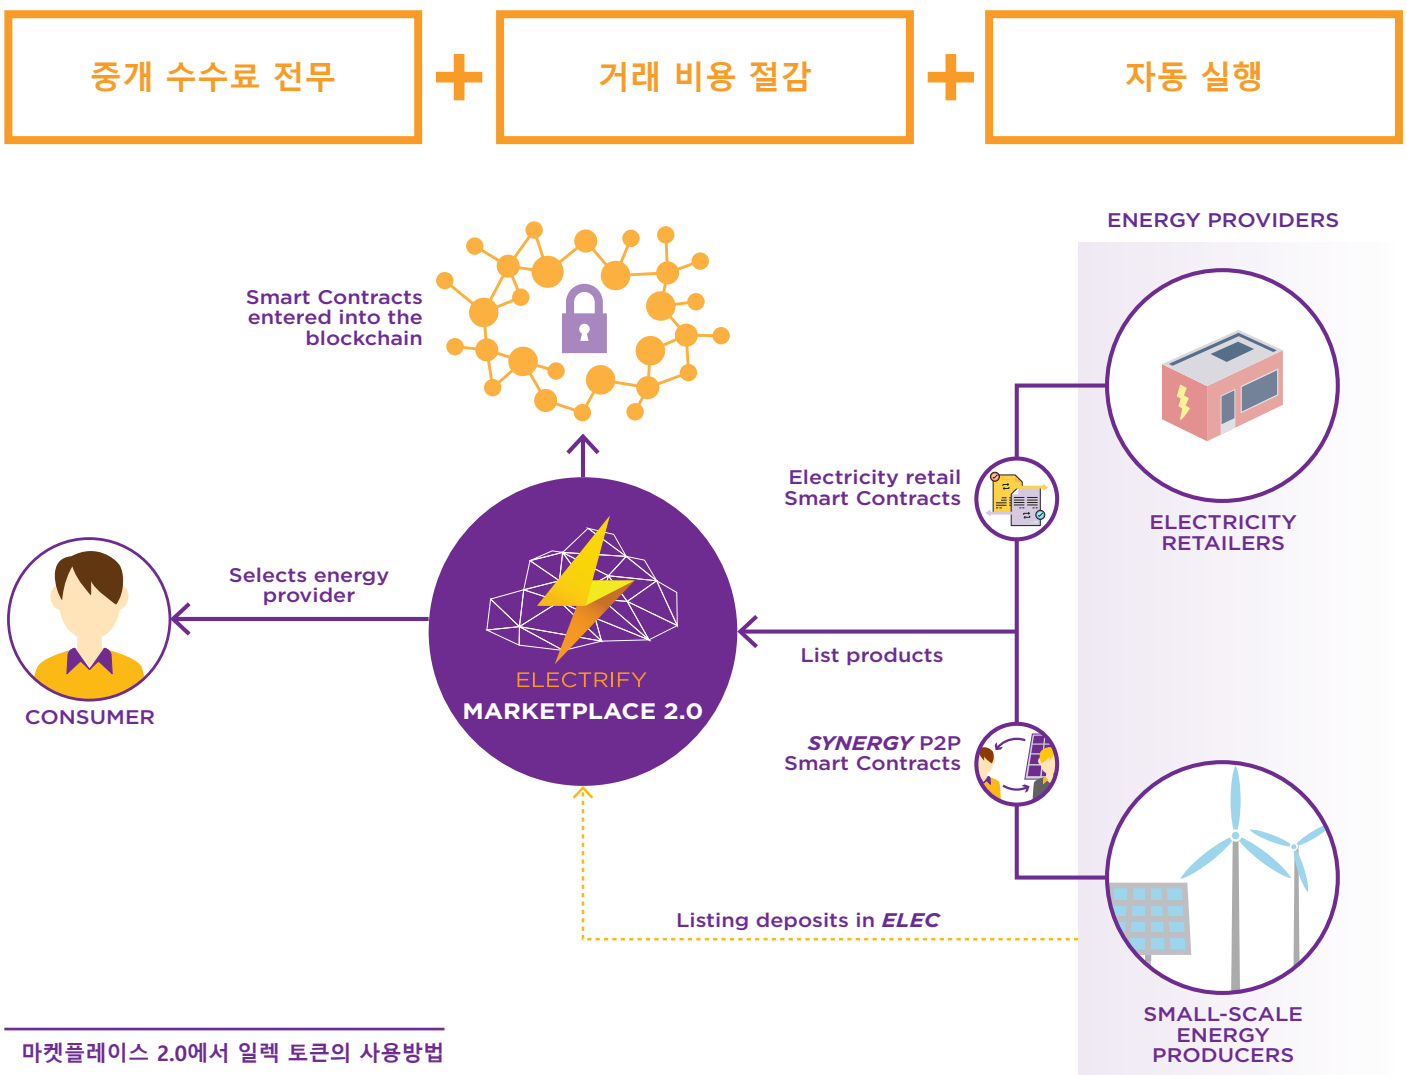 중개 수수료 전무
+
거래 비용 절감
+
자동 실행
ENERGY PROVIDERS
Smart Contracts
entered into the
blockchain
Electricity retail
Smart Contracts
ELECTRICITY
RETAILERS
Selects energy
provider
CONSUMER
ELECTRIFY
MARKETPLACE 2.0
List products
SYNERGY P2P
Smart Contracts
Listing deposits in ELEC
SMALL-SCALE
ENERGY
PRODUCERS
마켓플레이스 2.0에서 일렉 토큰의 사용방법